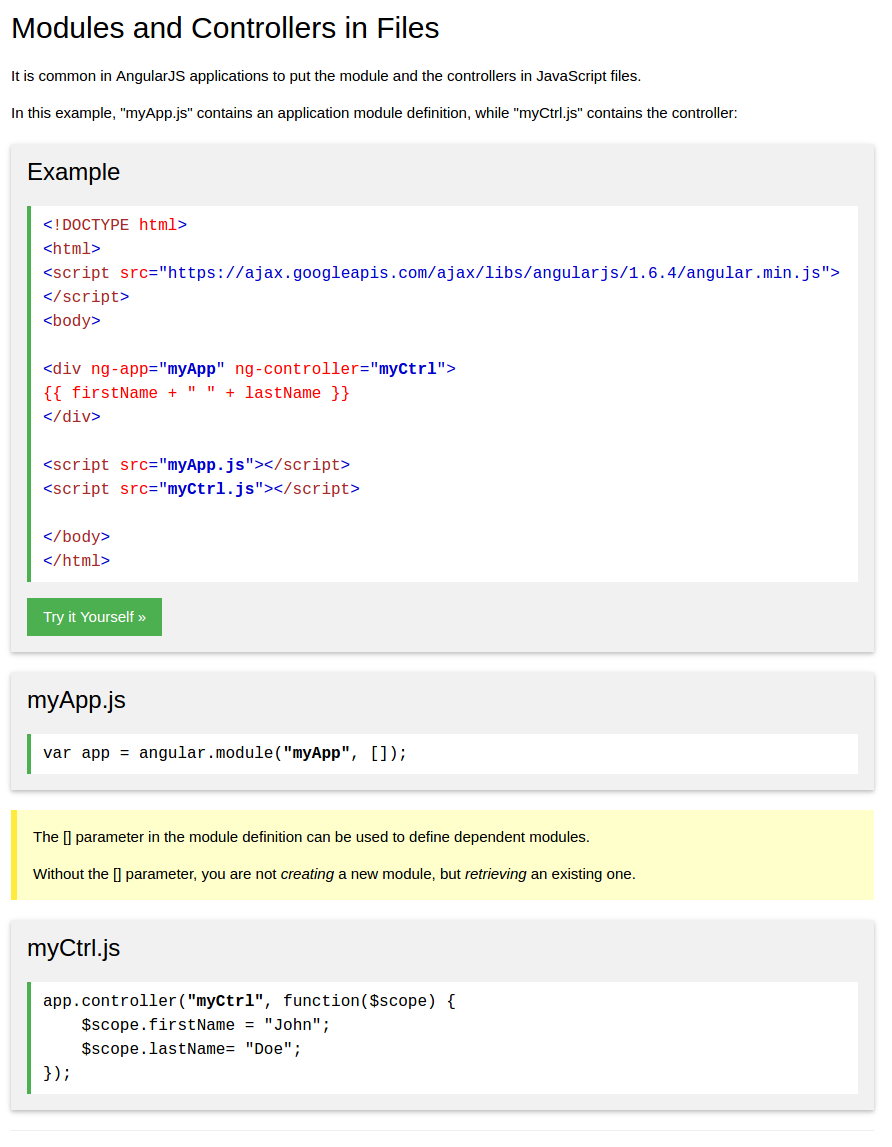 Modules and Controllers in Files
It is common in AngularJS applications to put the module and the controllers in JavaScript files.
In this example, "myApp.js" contains an application module definition, while "myCtrl.js" contains the controller:
Example
<!DOCTYPE html>
<html>
<script src="https://ajax.googleapis.com/ajax/libs/angularjs/1.6.4/angular.min.js">
</script>
<body>
<div ng-app="myApp" ng-controller="myCtrl">
{{ firstName + " " + lastName }}
</div>
<script src="myApp.js"></script>
<script src="myCtrl.js"></script>
</body>
</html>
Try it Yourself »
myApp.js
var app = angular.module("myApp", []);
The [] parameter in the module definition can be used to define dependent modules.
Without the [] parameter, you are not creating a new module, but retrieving an existing one.
myCtrl.js
app.controller("myCtrl", function($scope) {
    $scope.firstName = "John";
    $scope.lastName= "Doe";
});